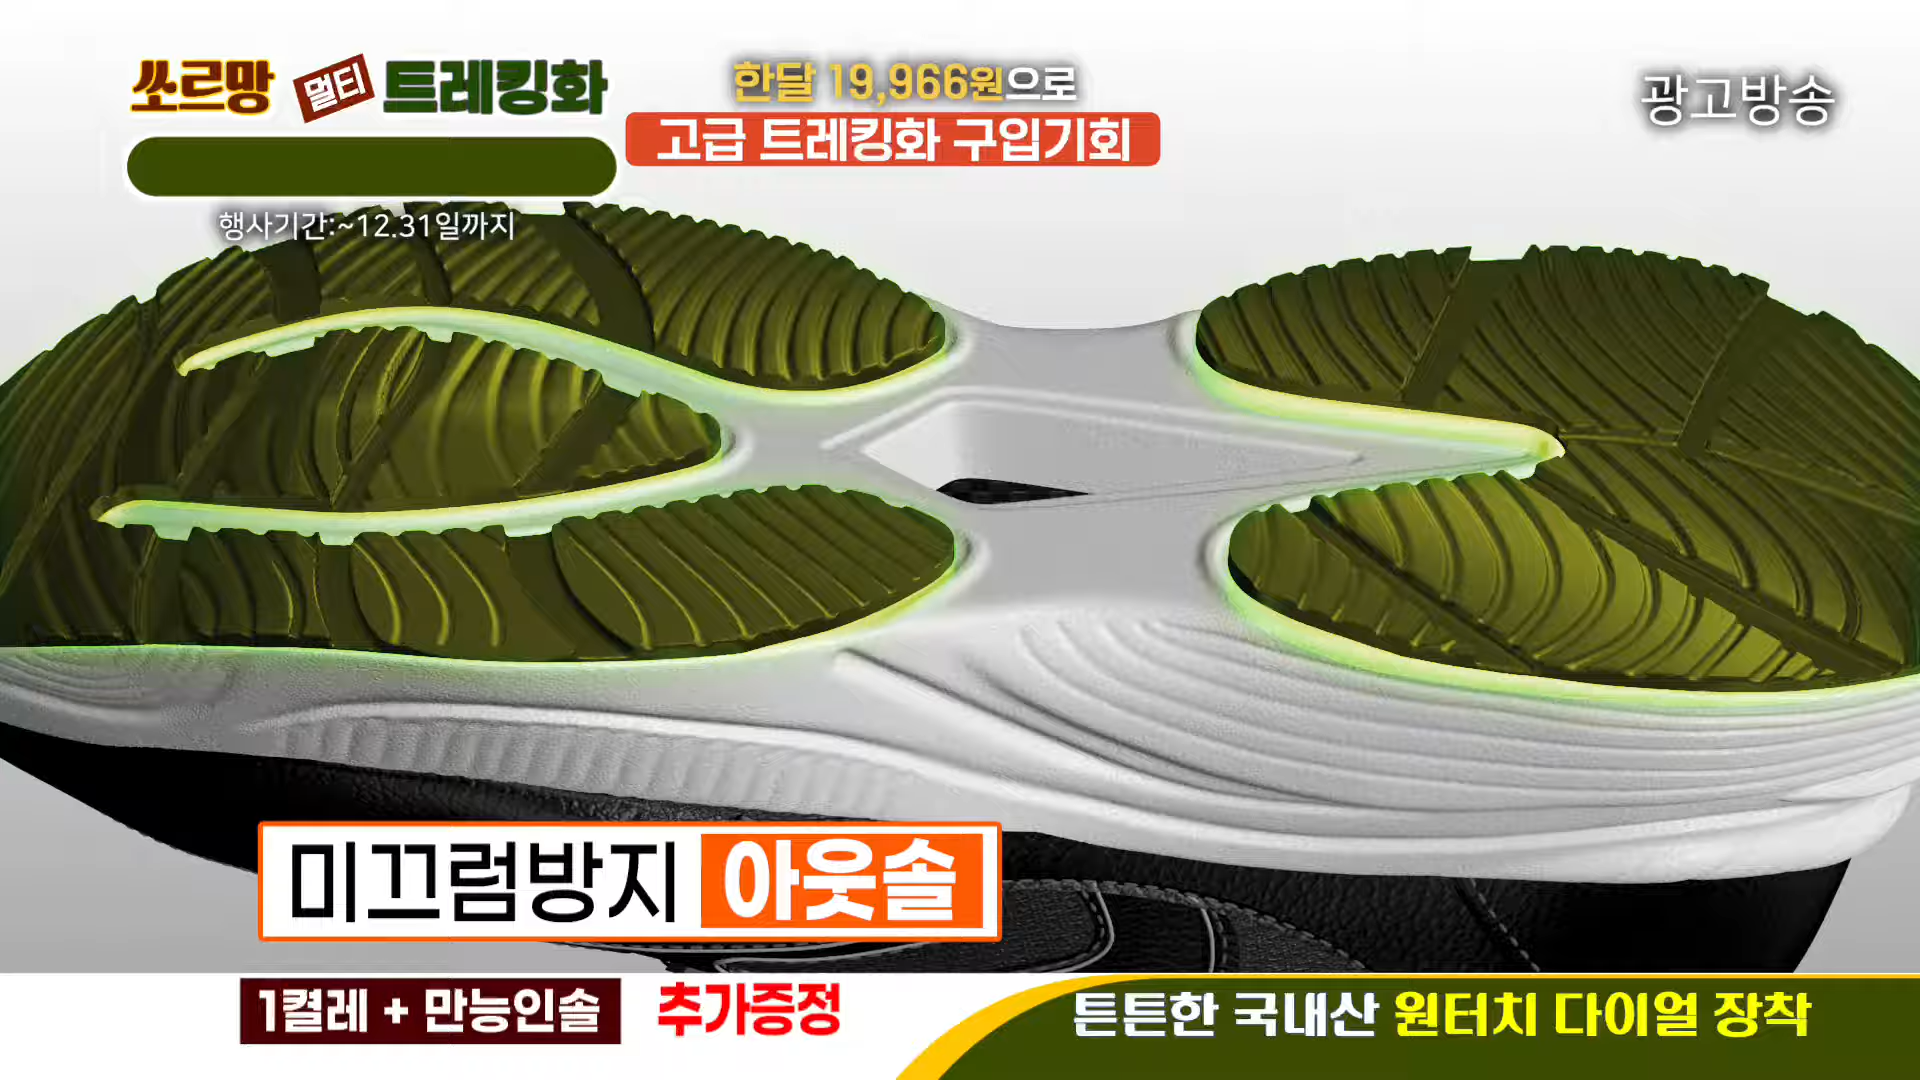 쏘르망 멀티 트레킹화
행사기간:~12.31일까지
한달 19,966원으로
고급 트레킹화 구입기회
광고방송
미끄럼방지 아웃솔
1켤레 + 만능인솔 추가증정
튼튼한 국내산 원터치 다이얼 장착